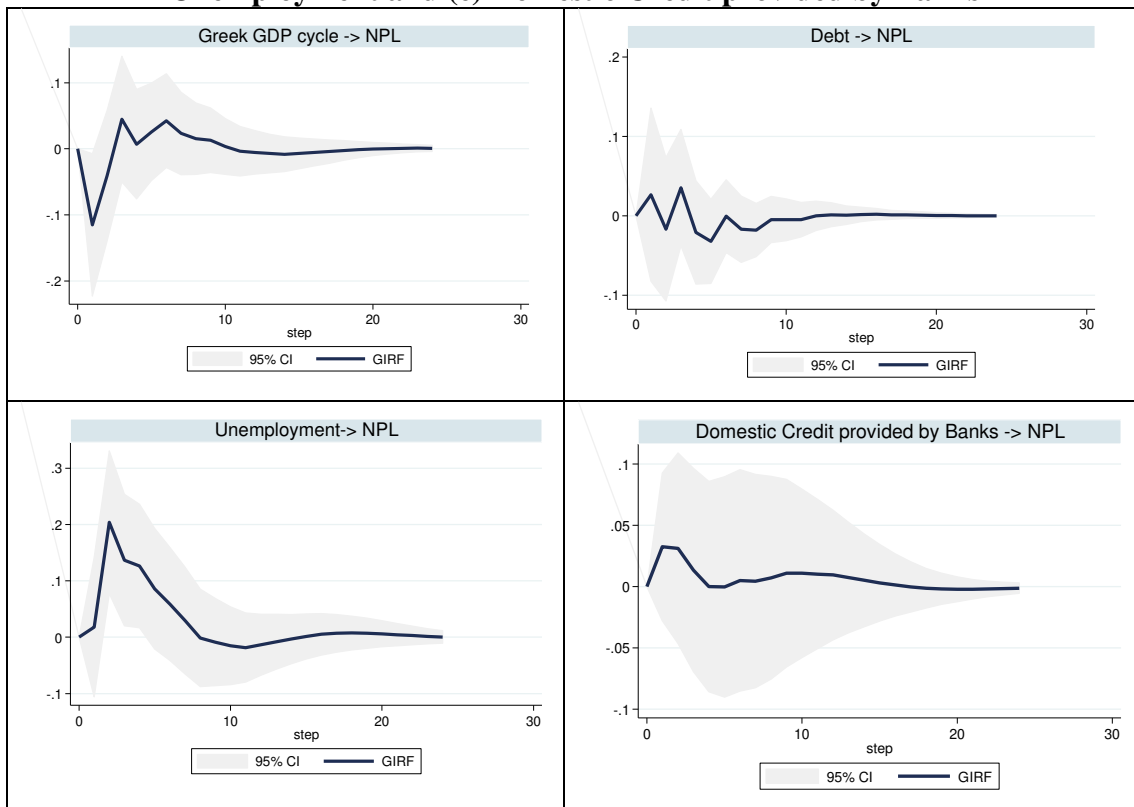 Greek GDP cycle -> NPL
.1
0
-.1
-.2
0 10 20 30
step
95% CI GIRF
Debt -> NPL
.2
.1
0
-.1
0 10 20 30
step
95% CI GIRF
Unemployment-> NPL
.3
.2
.1
0
-.1
0 10 20 30
step
95% CI GIRF
Domestic Credit provided by Banks -> NPL
.1
.05
0
-.05
-.1
0 10 20 30
step
95% CI GIRF